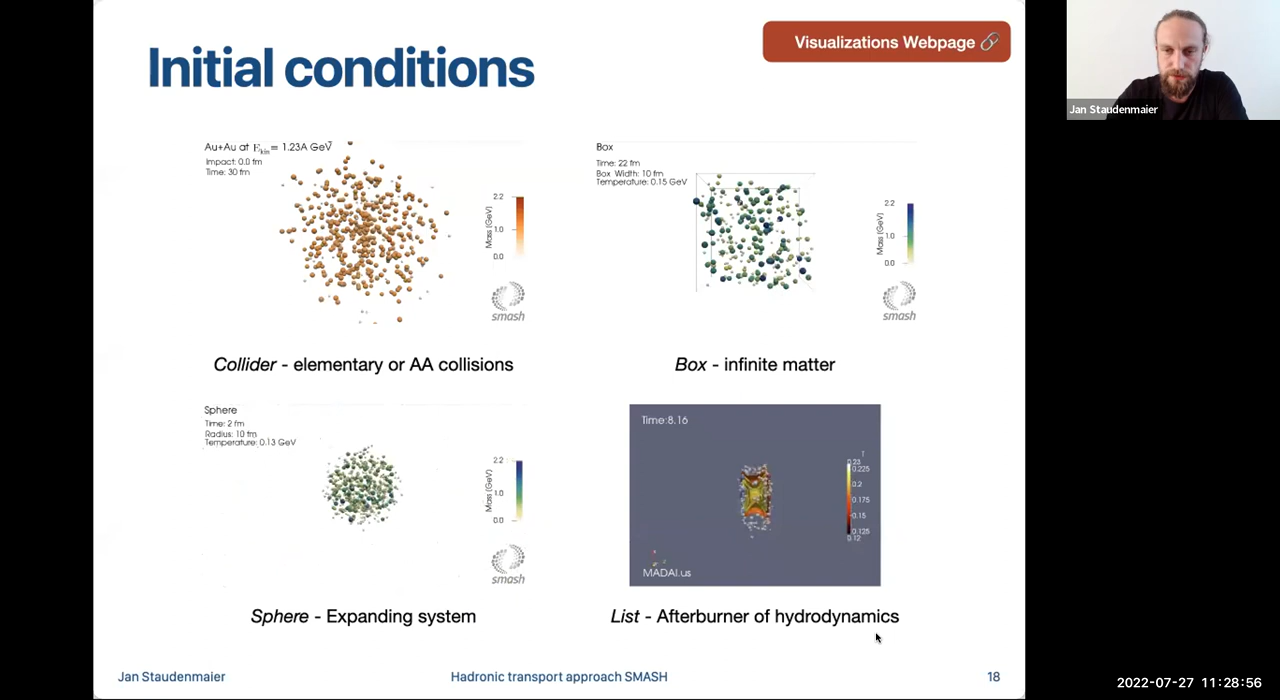 Initial conditions
Visualizations Webpage
Jan Staudenmaier
Au+Au at Ekin= 1.23A GeV
Impact: 0.0 fm
Time: 30 fm
2.2
1.0
0.0
Mass (GeV)
smash
Collider - elementary or AA collisions
Box
Time: 22 fm
Box Width: 10 fm
Temperature: 0.15 GeV
2.2
1.0
0.0
Mass (GeV)
smash
Box - infinite matter
Sphere
Time: 2 fm
Radius: 10 fm
Temperature: 0.13 GeV
2.2
1.0
0.0
Mass (GeV)
smash
Sphere - Expanding system
Time:8.16
T
0.23
0.225
0.2
0.175
0.15
0.125
0.12
MADAI.us
List - Afterburner of hydrodynamics
Jan Staudenmaier
Hadronic transport approach SMASH
18
2022-07-27 11:28:56